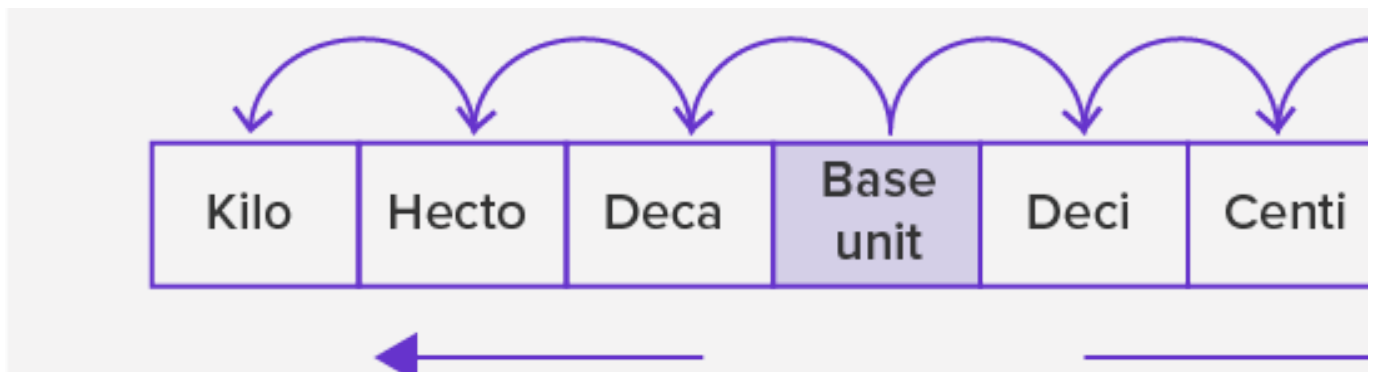 Kilo
Hecto
Deca
Base
unit
Deci
Centi